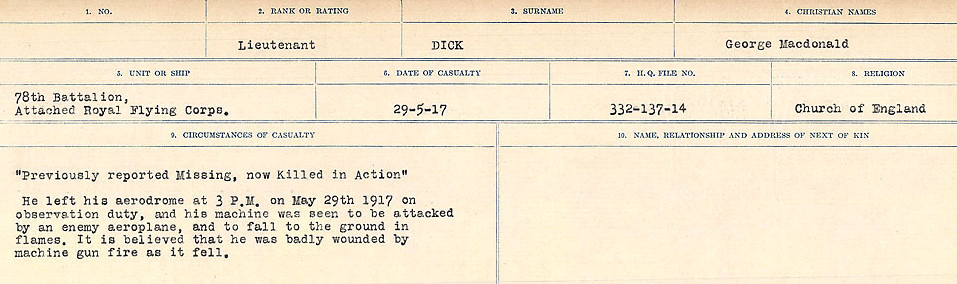 1. NO. 2. RANK OR RATING 3. SURNAME 4. CHRISTIAN NAMES
Lieutenant DICK George Macdonald
5. UNIT OR SHIP 6. DATE OF CASUALTY 7. H.Q. FILE NO. 8. RELIGION
78th Battalion,
Attached Royal Flying Corps. 29-5-17 332-137-14 Church of England
9. CIRCUMSTANCES OF CASUALTY 10. NAME, RELATIONSHIP AND ADDRESS OF NEXT OF KIN
"Previously reported Missing, now Killed in Action"
He left his aerodrome at 3 P.M. on May 29th 1917 on
observation duty, and his machine was seen to be attacked
by an enemy aeroplane, and to fall to the ground in
flames. It is believed that he was badly wounded by
machine gun fire as it fell.